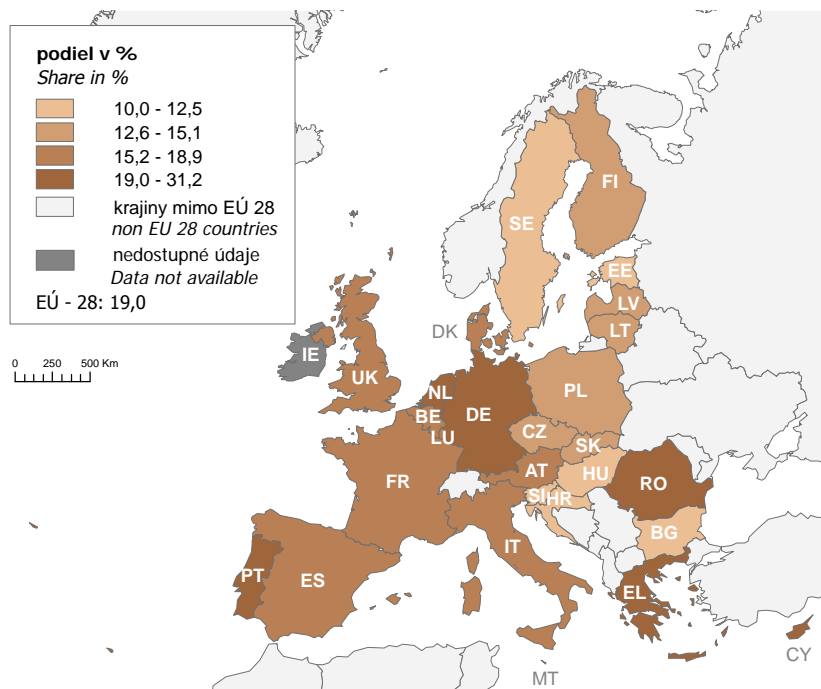 podiel v %
Share in %
10,0 - 12,5
12,6 - 15,1
15,2 - 18,9
19,0 - 31,2
krajiny mimo EÚ 28
non EU 28 countries
nedostupné údaje
Data not available
EÚ - 28: 19,0
0 250 500 Km
FI
SE
EE
LV
LT
DK
IE
UK
NL
DE
PL
BE
LU
CZ
SK
FR
AT
HU
RO
SI
HR
BG
IT
PT
ES
EL
CY
MT